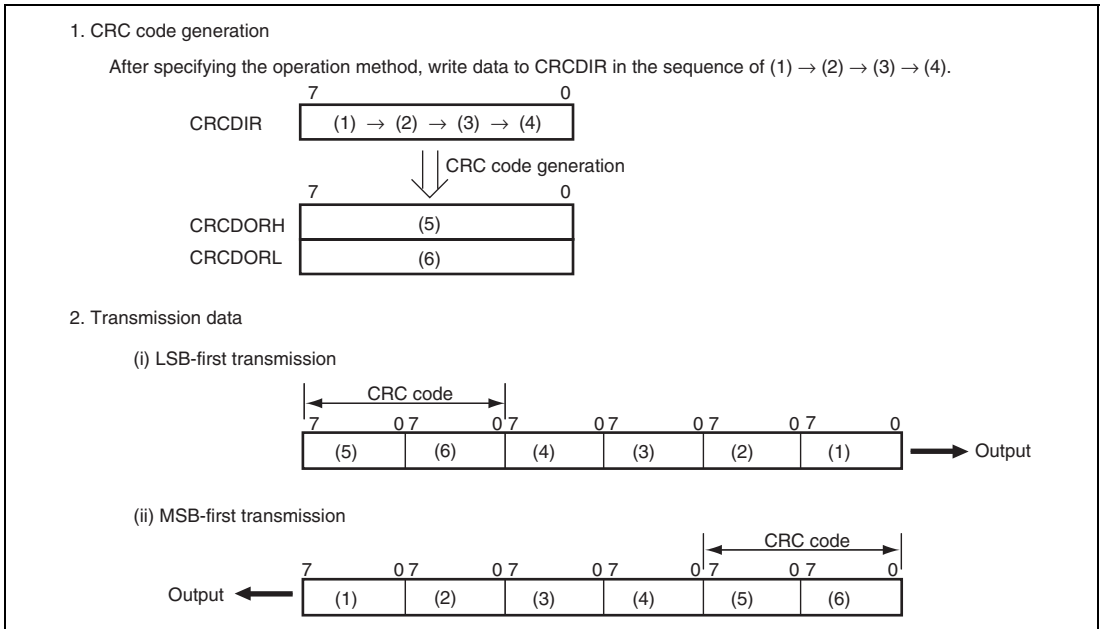 1. CRC code generation
After specifying the operation method, write data to CRCDIR in the sequence of (1) → (2) → (3) → (4).
7 0
CRCDIR (1) → (2) → (3) → (4)
CRC code generation
7 0
CRCDORH (5)
CRCDORL (6)
2. Transmission data
(i) LSB-first transmission
CRC code
7 0 7 0 7 0 7 0 7 0 7 0
(5) (6) (4) (3) (2) (1) Output
(ii) MSB-first transmission
CRC code
7 0 7 0 7 0 7 0 7 0 7 0
Output (1) (2) (3) (4) (5) (6)